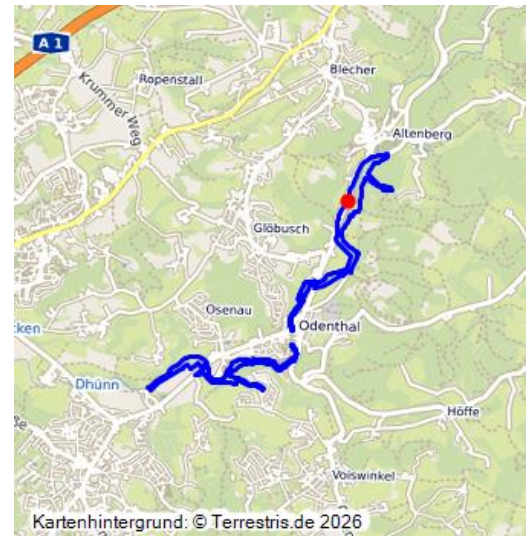 A 1
Ropenstall
Krummer Weg
Blecher
Altenberg
Glöbusch
Osenau
Odenthal
cken
Dhünn
Höffe
Voiswinkel
Kartenhintergrund: © Terrestris.de 2026